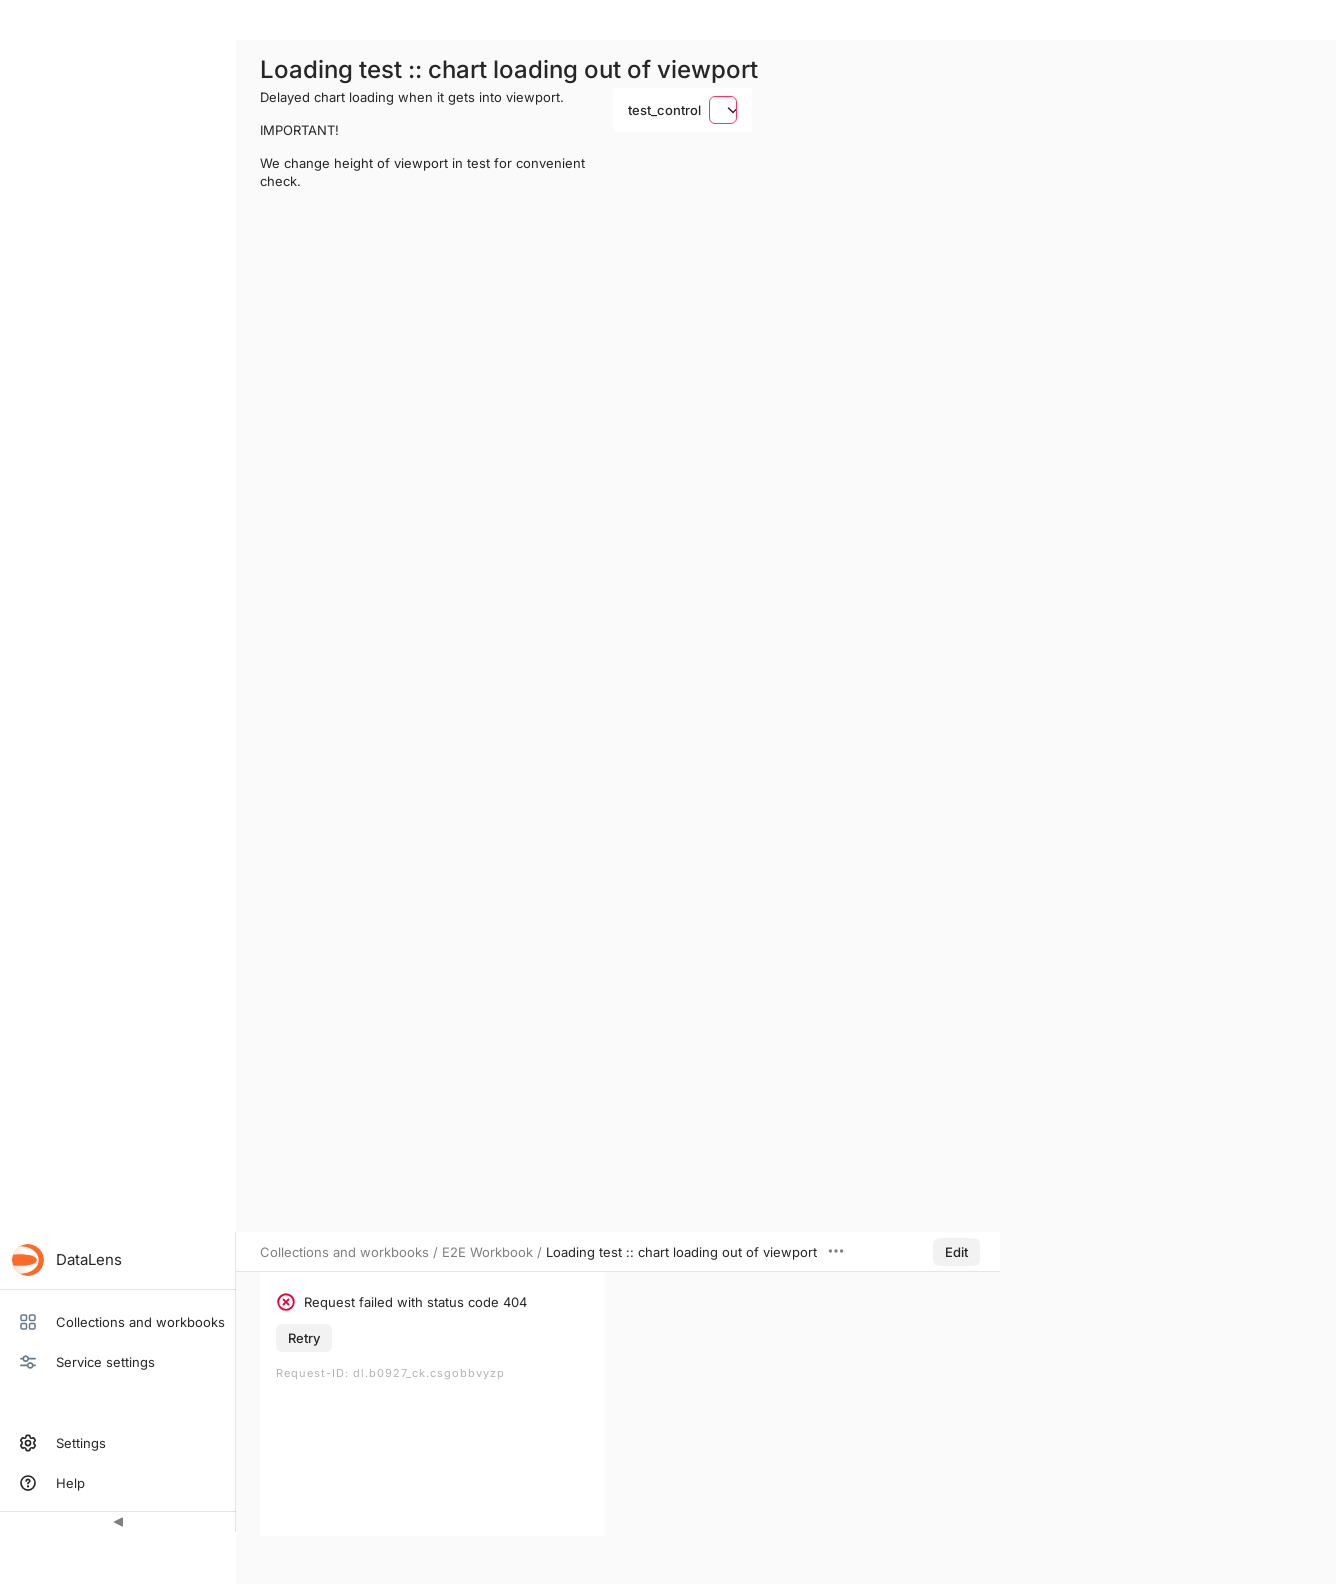 Loading test :: chart loading out of viewport
Delayed chart loading when it gets into viewport.
IMPORTANT!
We change height of viewport in test for convenient
check.
test_control
DataLens
Collections and workbooks
Service settings
Settings
Help
Collections and workbooks / E2E Workbook / Loading test :: chart loading out of viewport
Edit
Request failed with status code 404
Retry
Request-ID: dl.b0927_ck.csgobbvyzp